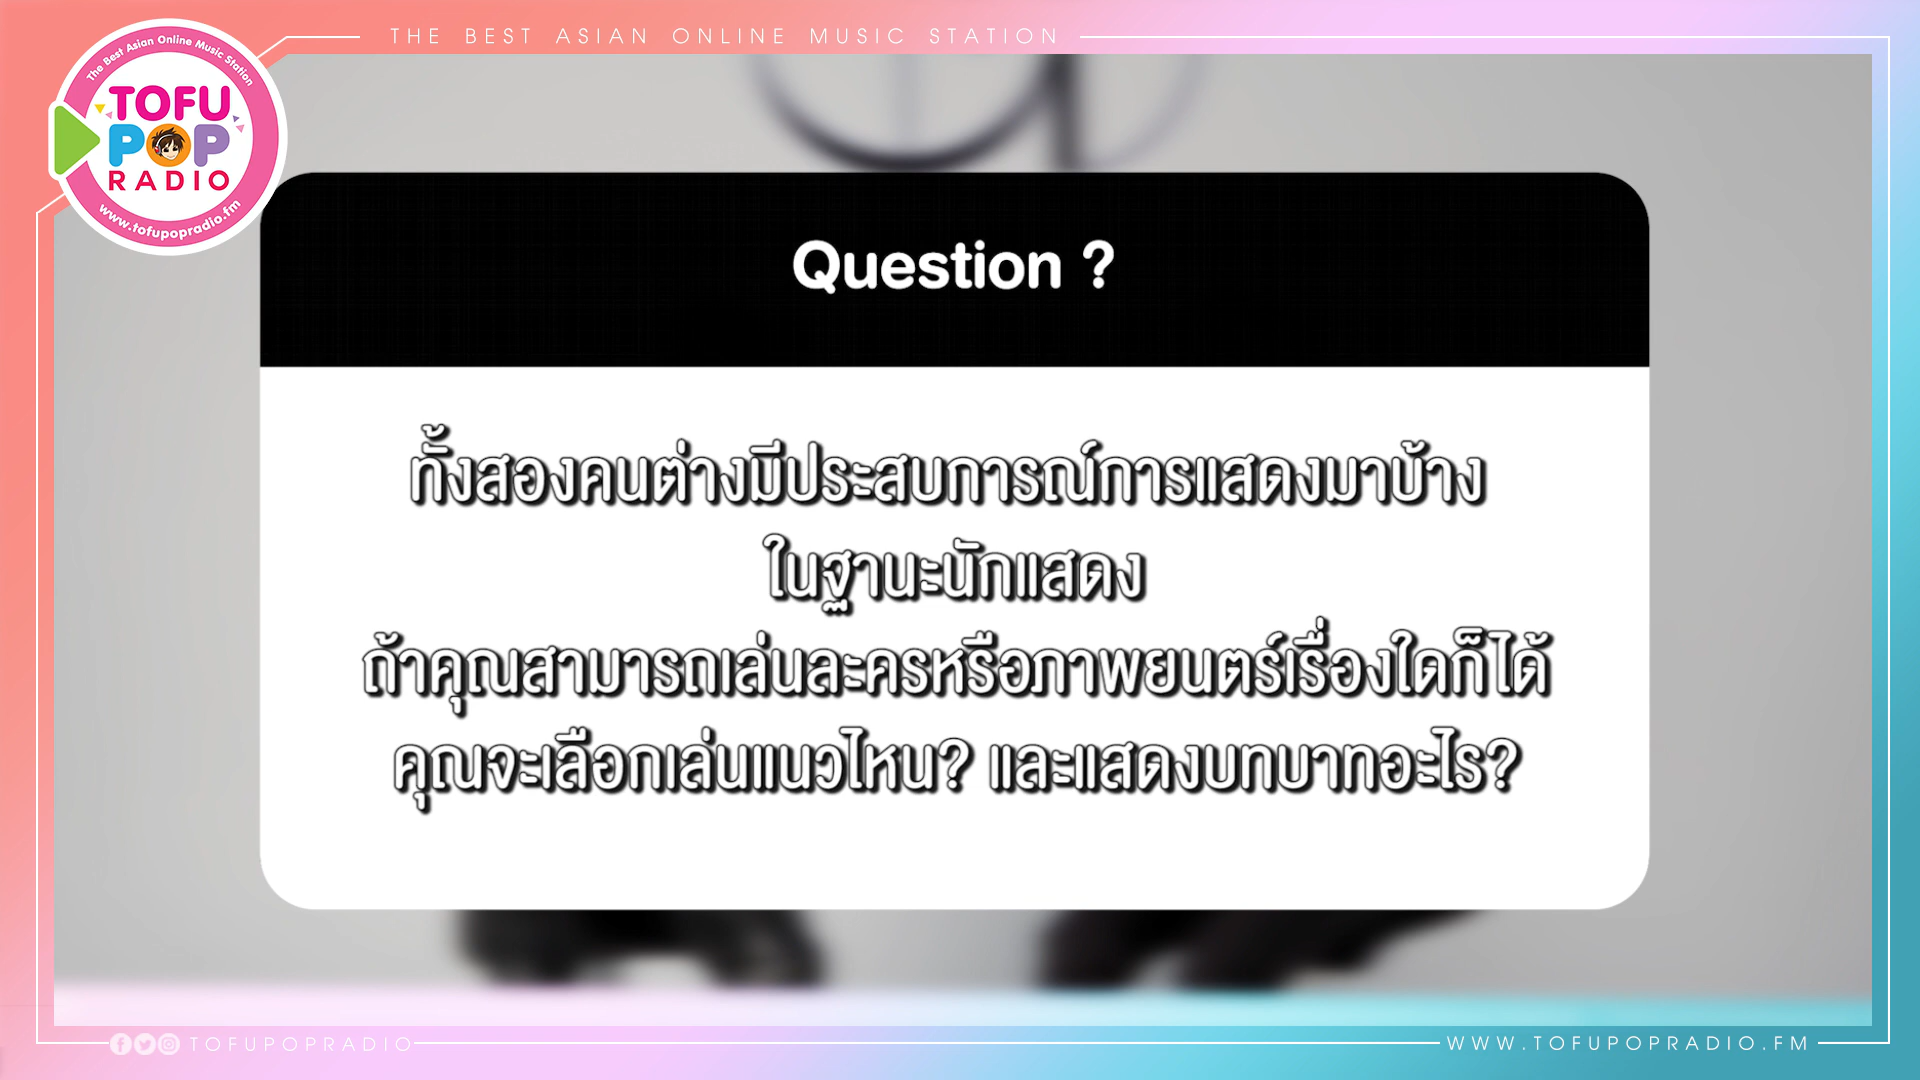 THE BEST ASIAN ONLINE MUSIC STATION
The Best Asian Online Music Station
TOFU
POP
RADIO
www.tofupopradio.fm
Question ?
ทั้งสองคนต่างมีประสบการณ์การแสดงมาบ้าง
ในฐานะนักแสดง
ถ้าคุณสามารถเล่นละครหรือภาพยนตร์เรื่องใดก็ได้
คุณจะเลือกเล่นแนวไหน? และแสดงบทบาทอะไร?
TOFUPOPRADIO
WWW.TOFUPOPRADIO.FM